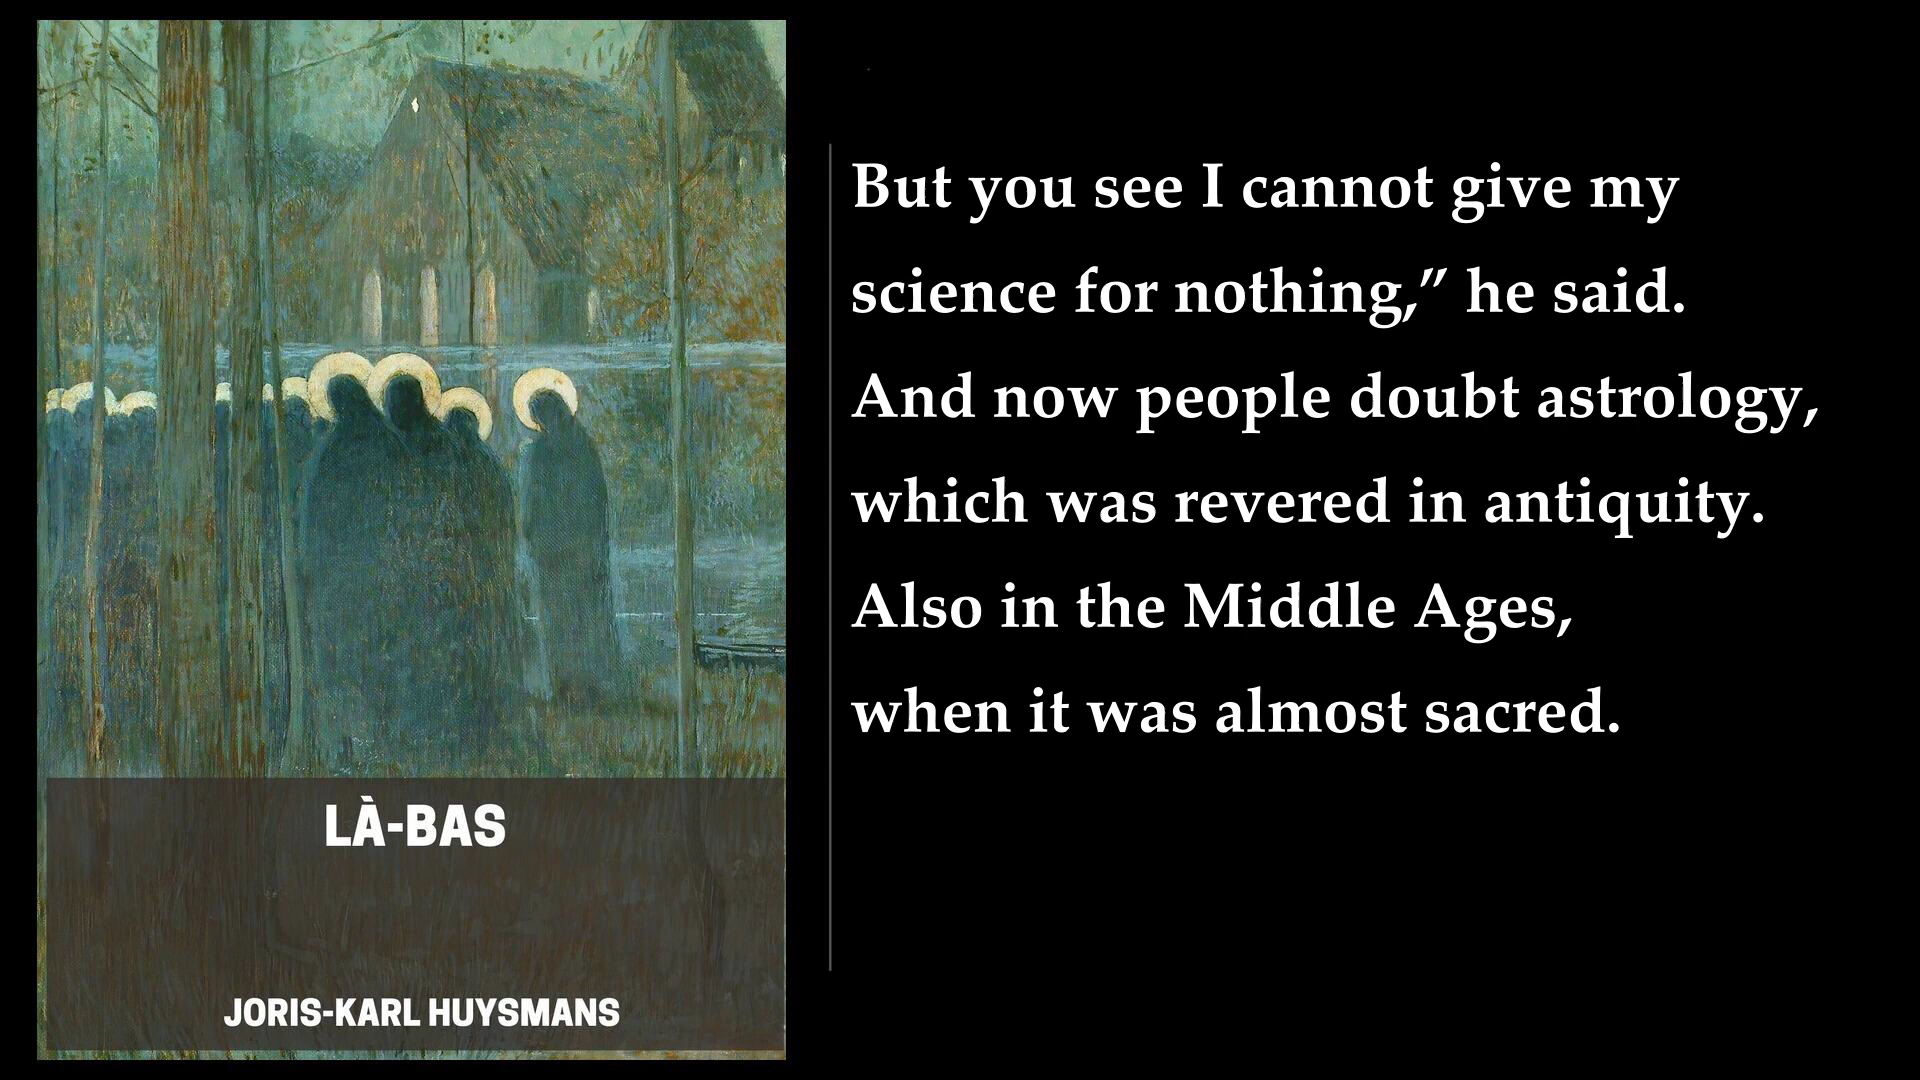 LÀ-BAS
JORIS-KARL HUYSMANS
But you see I cannot give my
science for nothing,” he said.
And now people doubt astrology,
which was revered in antiquity.
Also in the Middle Ages,
when it was almost sacred.